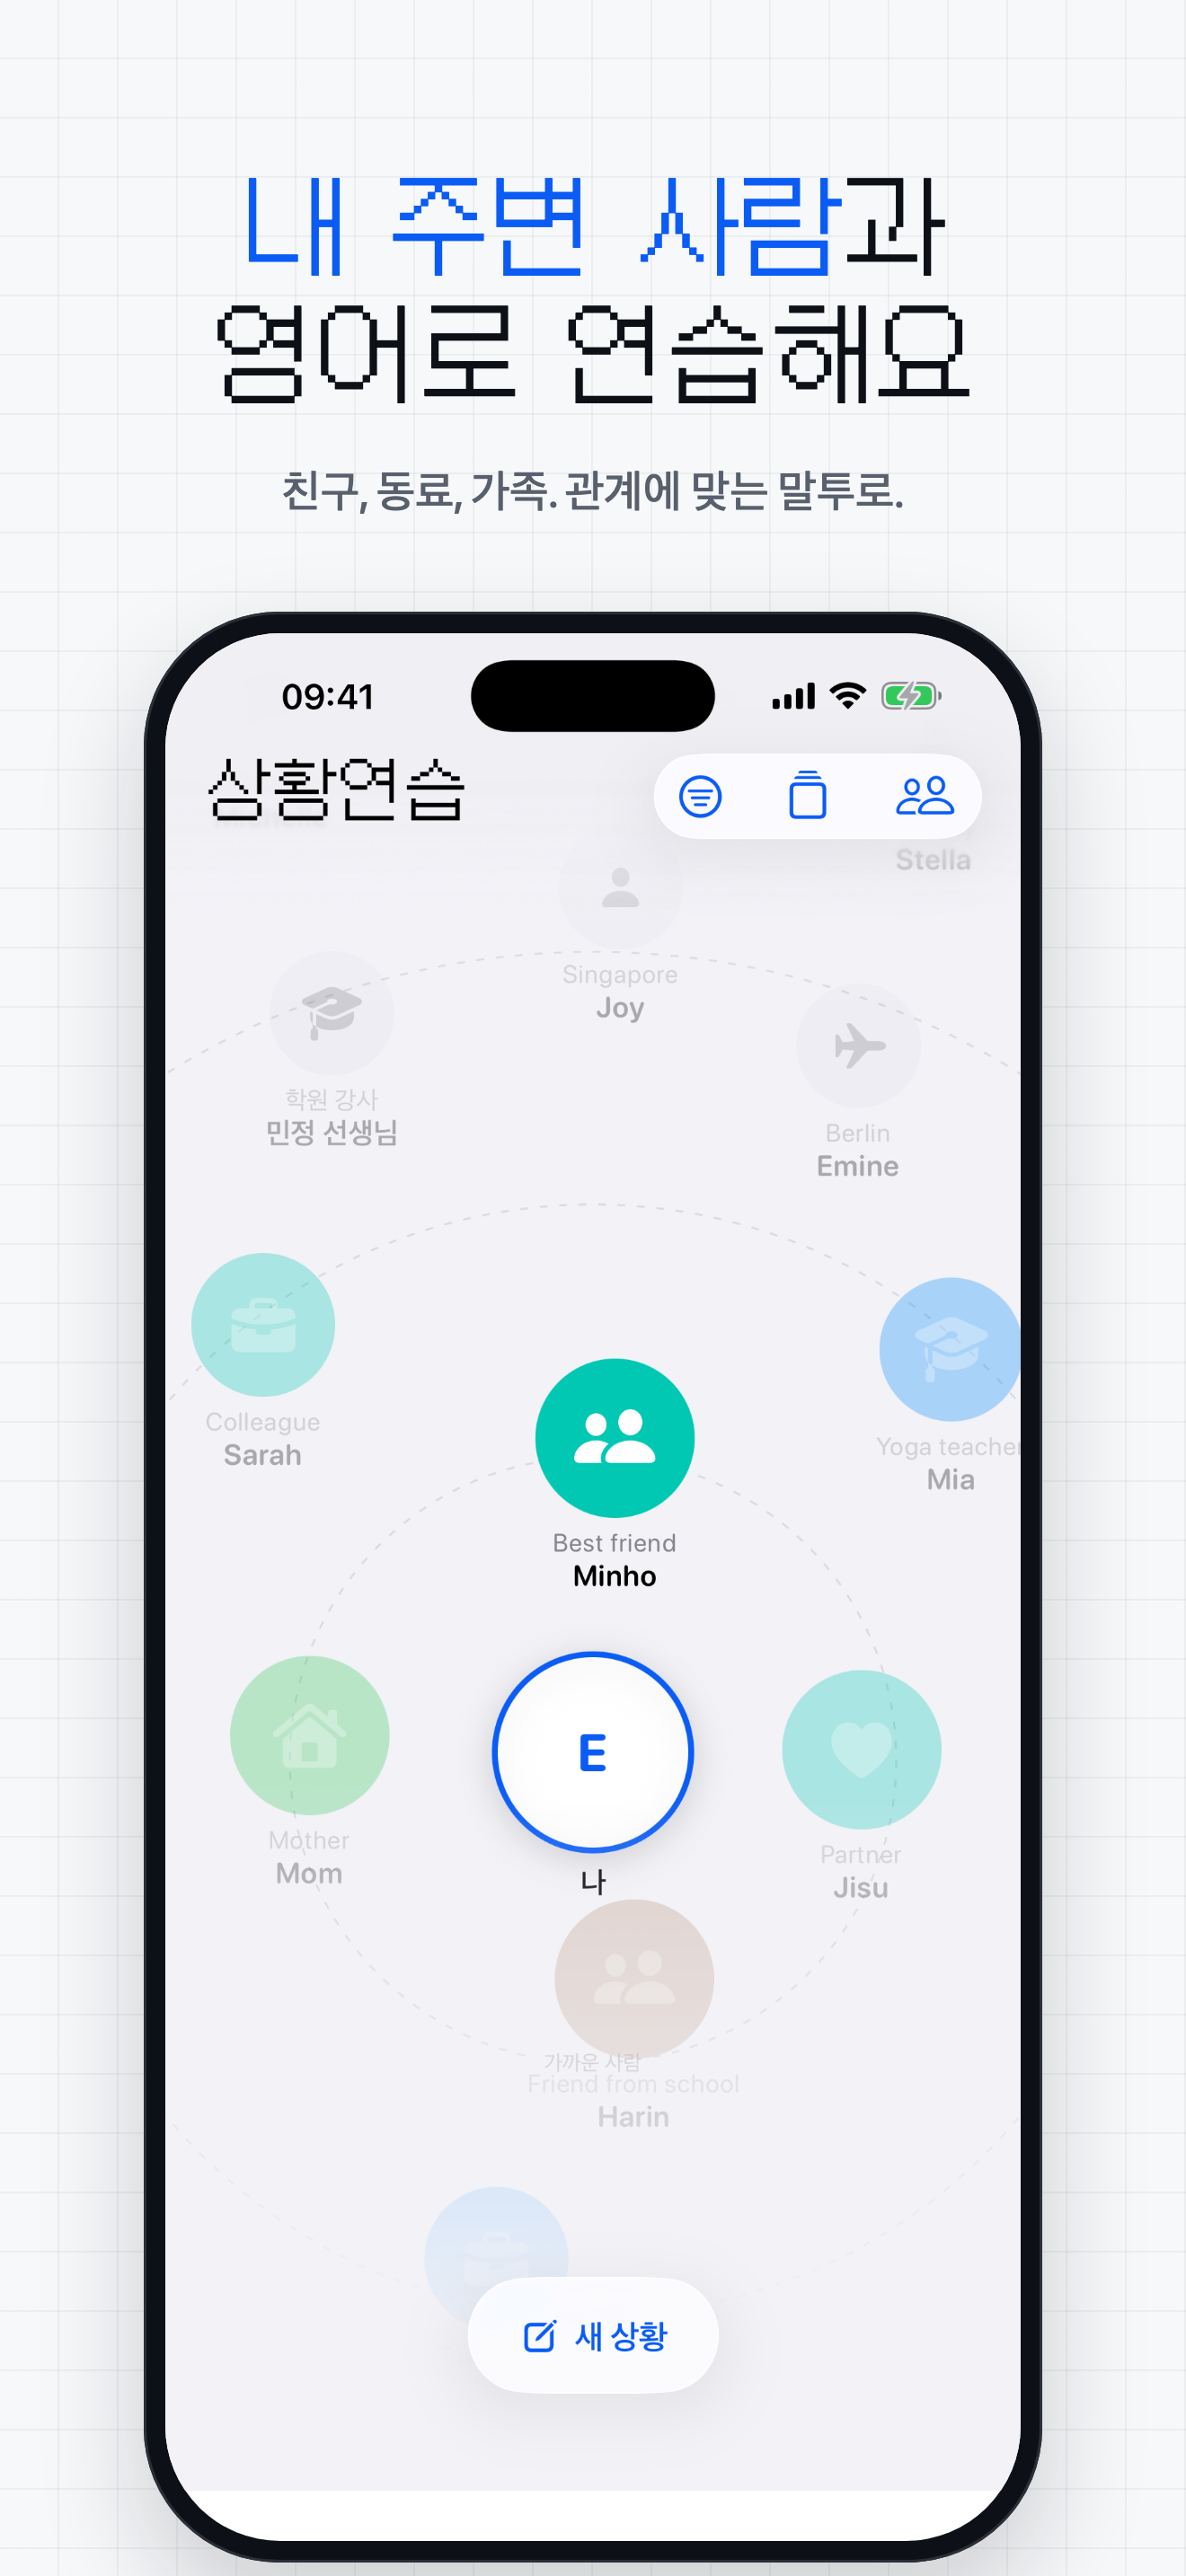 내 주변 사람과
영어로 연습해요
친구, 동료, 가족. 관계에 맞는 말투로.
09:41
상황연습
Stella
Singapore
Joy
학원 강사
민정 선생님
Berlin
Emine
Colleague
Sarah
Yoga teacher
Mia
Best friend
Minho
E
나
Mother
Mom
Partner
Jisu
가까운 사람
Friend from school
Harin
새 상황